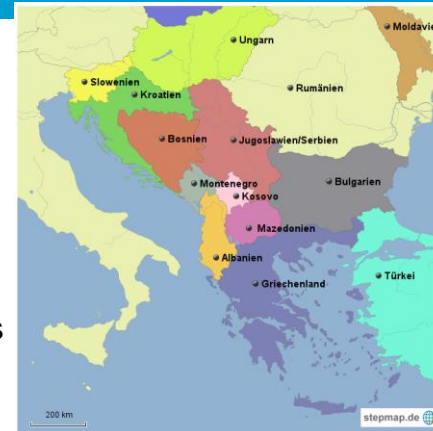 Moldavie
Ungarn
Slowenien
Rumänien
Kroatien
Bosnien
Jugoslawien/Serbien
Montenegro
Bulgarien
Kosovo
Mazedonien
Albanien
Türkei
Griechenland
s
200 km
stepmap.de